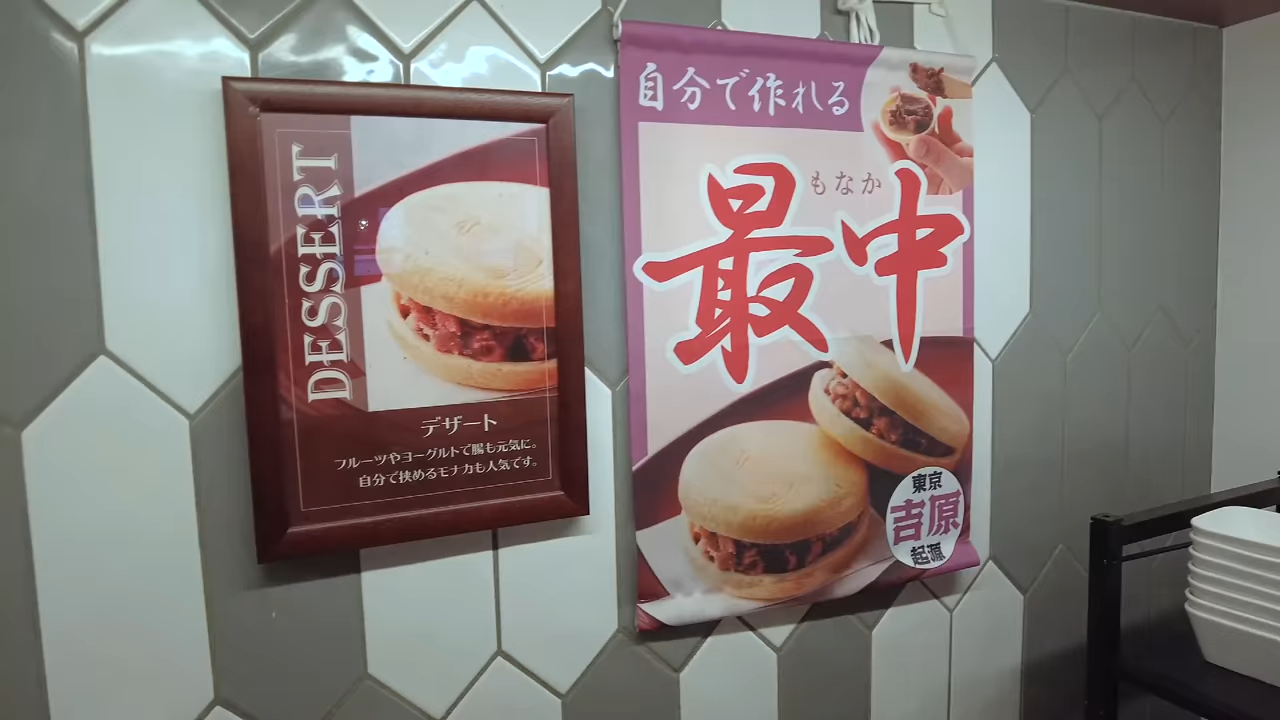 DESSERT
デザート
フルーツやヨーグルトで腸も元気に。
自分で挟めるモナカも人気です。
自分で作れる
もなか
最中
東京
吉原
起源